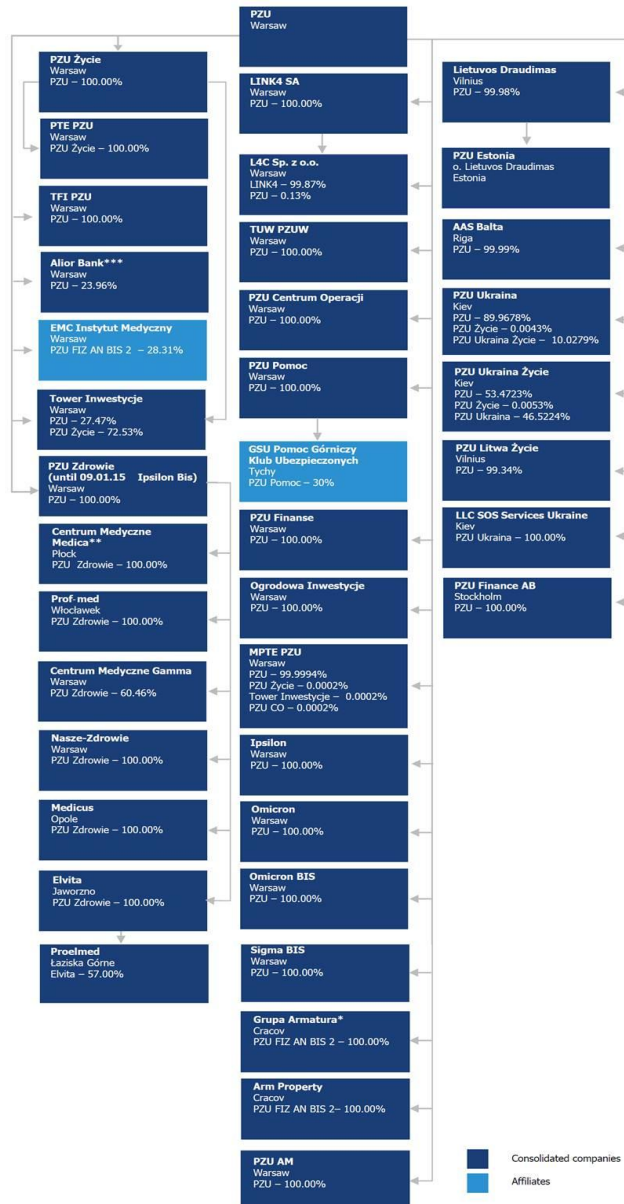 PZU
Warsaw
PZU Życie
Warsaw
PZU – 100.00%
PTE PZU
Warsaw
PZU Życie – 100.00%
TFI PZU
Warsaw
PZU – 100.00%
Alior Bank***
Warsaw
PZU – 23.96%
EMC Instytut Medyczny
Warsaw
PZU FIZ AN BIS 2 – 28.31%
Tower Inwestycje
Warsaw
PZU – 27.47%
PZU Życie – 72.53%
PZU Zdrowie
(until 09.01.15 Ipsilon Bis)
Warsaw
PZU – 100.00%
Centrum Medyczne
Medica**
Płock
PZU Zdrowie – 100.00%
Prof-med
Włocławek
PZU Zdrowie – 100.00%
Centrum Medyczne Gamma
Warsaw
PZU Zdrowie – 60.46%
Nasze-Zdrowie
Warsaw
PZU Zdrowie – 100.00%
Medicus
Opole
PZU Zdrowie – 100.00%
Elvita
Jaworzno
PZU Zdrowie – 100.00%
Proelmed
Łaziska Górne
Elvita – 57.00%
LINK4 SA
Warsaw
PZU – 100.00%
L4C Sp. z o.o.
Warsaw
LINK4 – 99.87%
PZU – 0.13%
TUW PZUW
Warsaw
PZU – 100.00%
PZU Centrum Operacji
Warsaw
PZU – 100.00%
PZU Pomoc
Warsaw
PZU – 100.00%
GSU Pomoc Górniczy
Klub Ubezpieczonych
Tychy
PZU Pomoc – 30%
PZU Finanse
Warsaw
PZU – 100.00%
Ogrodowa Inwestycje
Warsaw
PZU – 100.00%
MPTE PZU
Warsaw
PZU – 99.9994%
PZU Życie – 0.0002%
Tower Inwestycje – 0.0002%
PZU CO – 0.0002%
Ipsilon
Warsaw
PZU – 100.00%
Omicron
Warsaw
PZU – 100.00%
Omicron BIS
Warsaw
PZU – 100.00%
Sigma BIS
Warsaw
PZU – 100.00%
Grupa Armatura*
Cracov
PZU FIZ AN BIS 2 – 100.00%
Arm Property
Cracov
PZU FIZ AN BIS 2– 100.00%
PZU AM
Warsaw
PZU – 100.00%
Lietuvos Draudimas
Vilnius
PZU – 99.98%
PZU Estonia
o. Lietuvos Draudimas
Estonia
AAS Balta
Riga
PZU – 99.99%
PZU Ukraina
Kiev
PZU – 89.9678%
PZU Życie – 0.0043%
PZU Ukraina Życie – 10.0279%
PZU Ukraina Życie
Kiev
PZU – 53.4723%
PZU Życie – 0.0053%
PZU Ukraina – 46.5224%
PZU Litwa Życie
Vilnius
PZU – 99.34%
LLC SOS Services Ukraine
Kiev
PZU Ukraina – 100.00%
PZU Finance AB
Stockholm
PZU – 100.00%
Consolidated companies
Affiliates